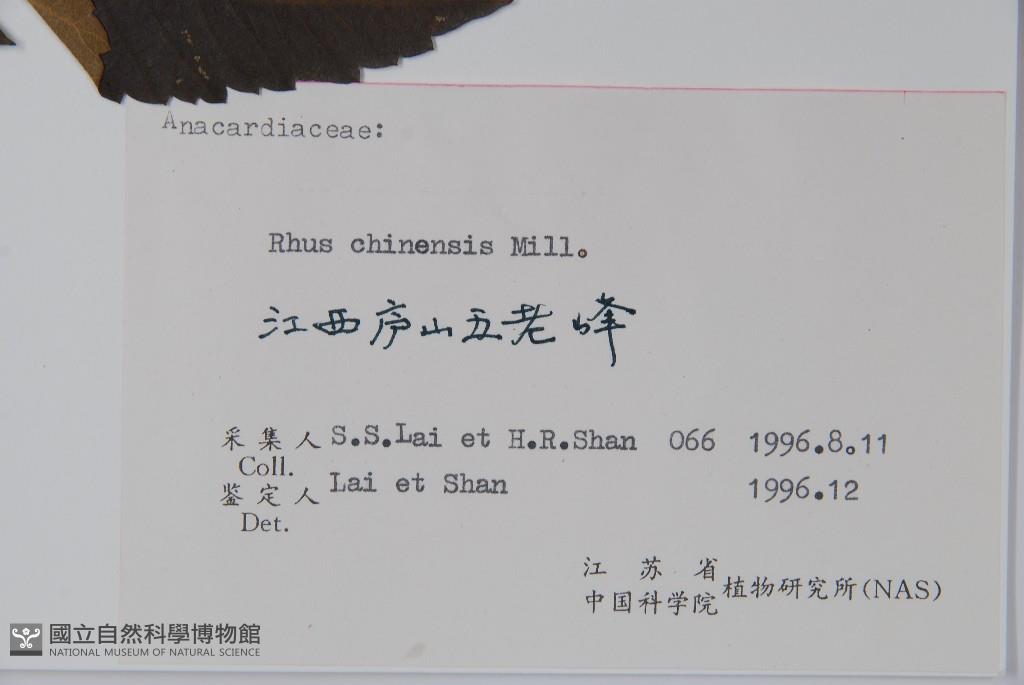 Anacardiaceae:
Rhus chinensis Mill.
江西庐山五老峰
采集人 S.S.Lai et H.R.Shan 066 1996.8.11
Coll.
鉴定人 Lai et Shan 1996.12
Det.
江苏省
中国科学院 植物研究所(NAS)
國立自然科學博物館
NATIONAL MUSEUM OF NATURAL SCIENCE